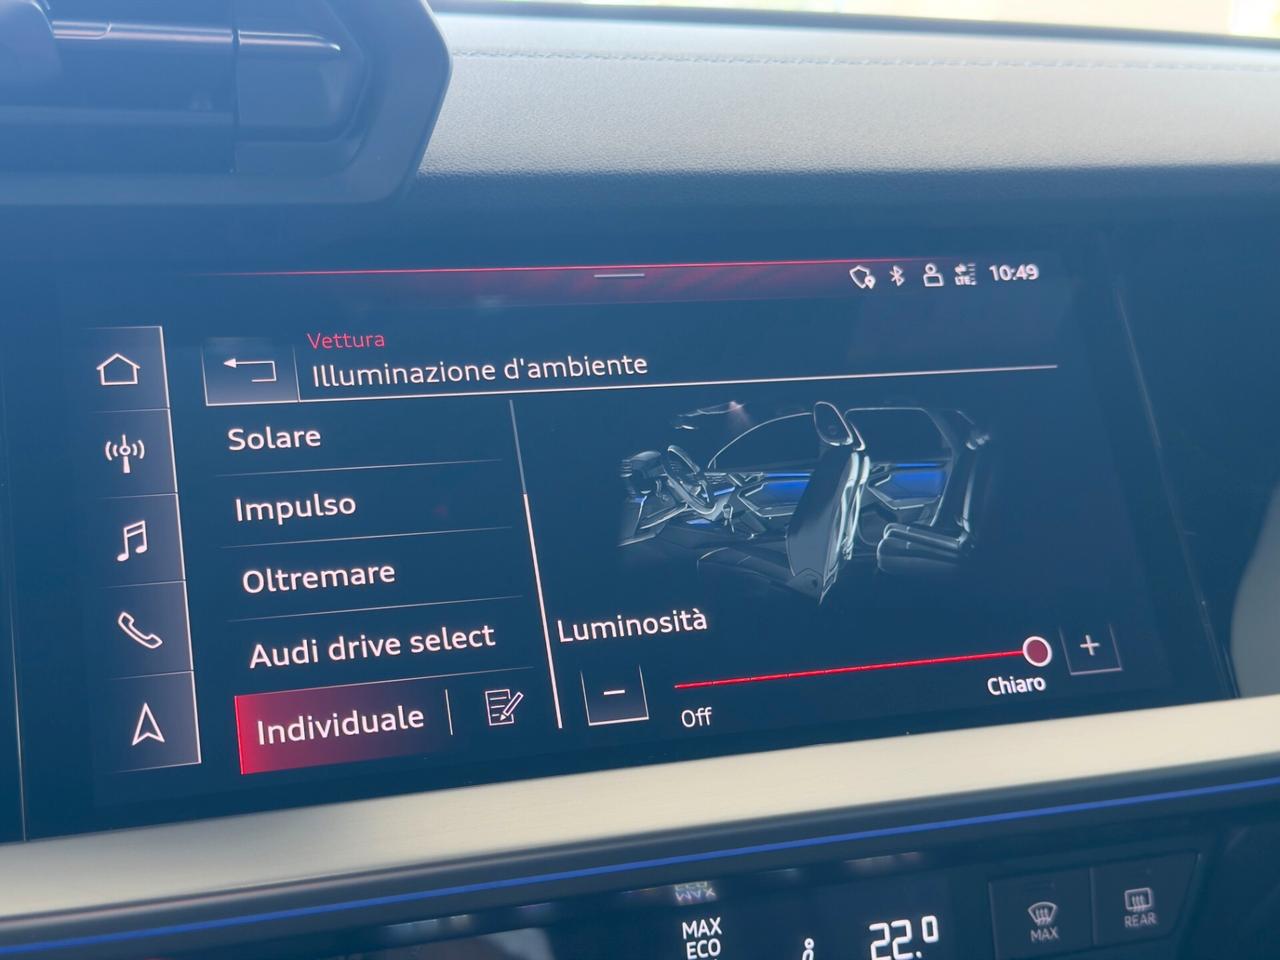 LTE
10:49
Vettura
Illuminazione d'ambiente
Solare
Impulso
Oltremare
Audi drive select
Individuale
Luminosità
−
+
Off
Chiaro
MAX
ECO
22.0
MAX
REAR